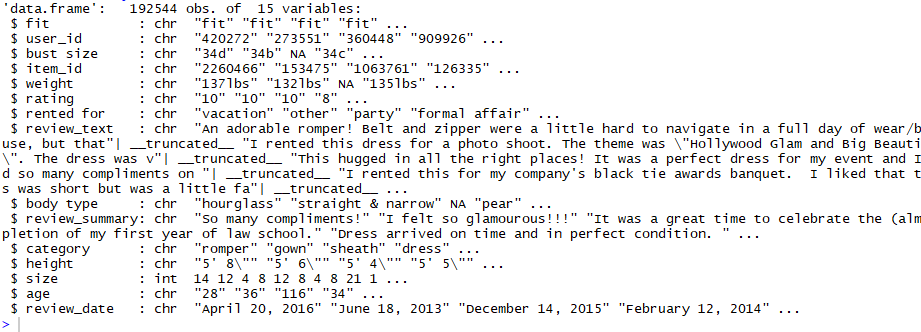 'data.frame':   192544 obs. of  15 variables:
 $ fit           : chr  "fit" "fit" "fit" "fit" ...
 $ user_id       : chr  "420272" "273551" "360448" "909926" ...
 $ bust size     : chr  "34d" "34b" NA "34c" ...
 $ item_id       : chr  "2260466" "153475" "1063761" "126335" ...
 $ weight        : chr  "137lbs" "132lbs" NA "135lbs" ...
 $ rating        : chr  "10" "10" "10" "8" ...
 $ rented for    : chr  "vacation" "other" "party" "formal affair" ...
 $ review_text   : chr  "An adorable romper! Belt and zipper were a little hard to navigate in a full day of wear/b
use, but that"| __truncated__ "I rented this dress for a photo shoot. The theme was \"Hollywood Glam and Big Beauti
\". The dress was v"| __truncated__ "This hugged in all the right places! It was a perfect dress for my event and I
d so many compliments on "| __truncated__ "I rented this for my company's black tie awards banquet.  I liked that t
s was short but was a little fa"| __truncated__ ...
 $ body type     : chr  "hourglass" "straight & narrow" NA "pear" ...
 $ review_summary: chr  "So many compliments!" "I felt so glamourous!!!" "It was a great time to celebrate the (alm
pletion of my first year of law school." "Dress arrived on time and in perfect condition. " ...
 $ category      : chr  "romper" "gown" "sheath" "dress" ...
 $ height        : chr  "5' 8\"" "5' 6\"" "5' 4\"" "5' 5\"" ...
 $ size          : int  14 12 4 8 12 8 4 8 21 1 ...
 $ age           : chr  "28" "36" "116" "34" ...
 $ review_date   : chr  "April 20, 2016" "June 18, 2013" "December 14, 2015" "February 12, 2014" ...
>